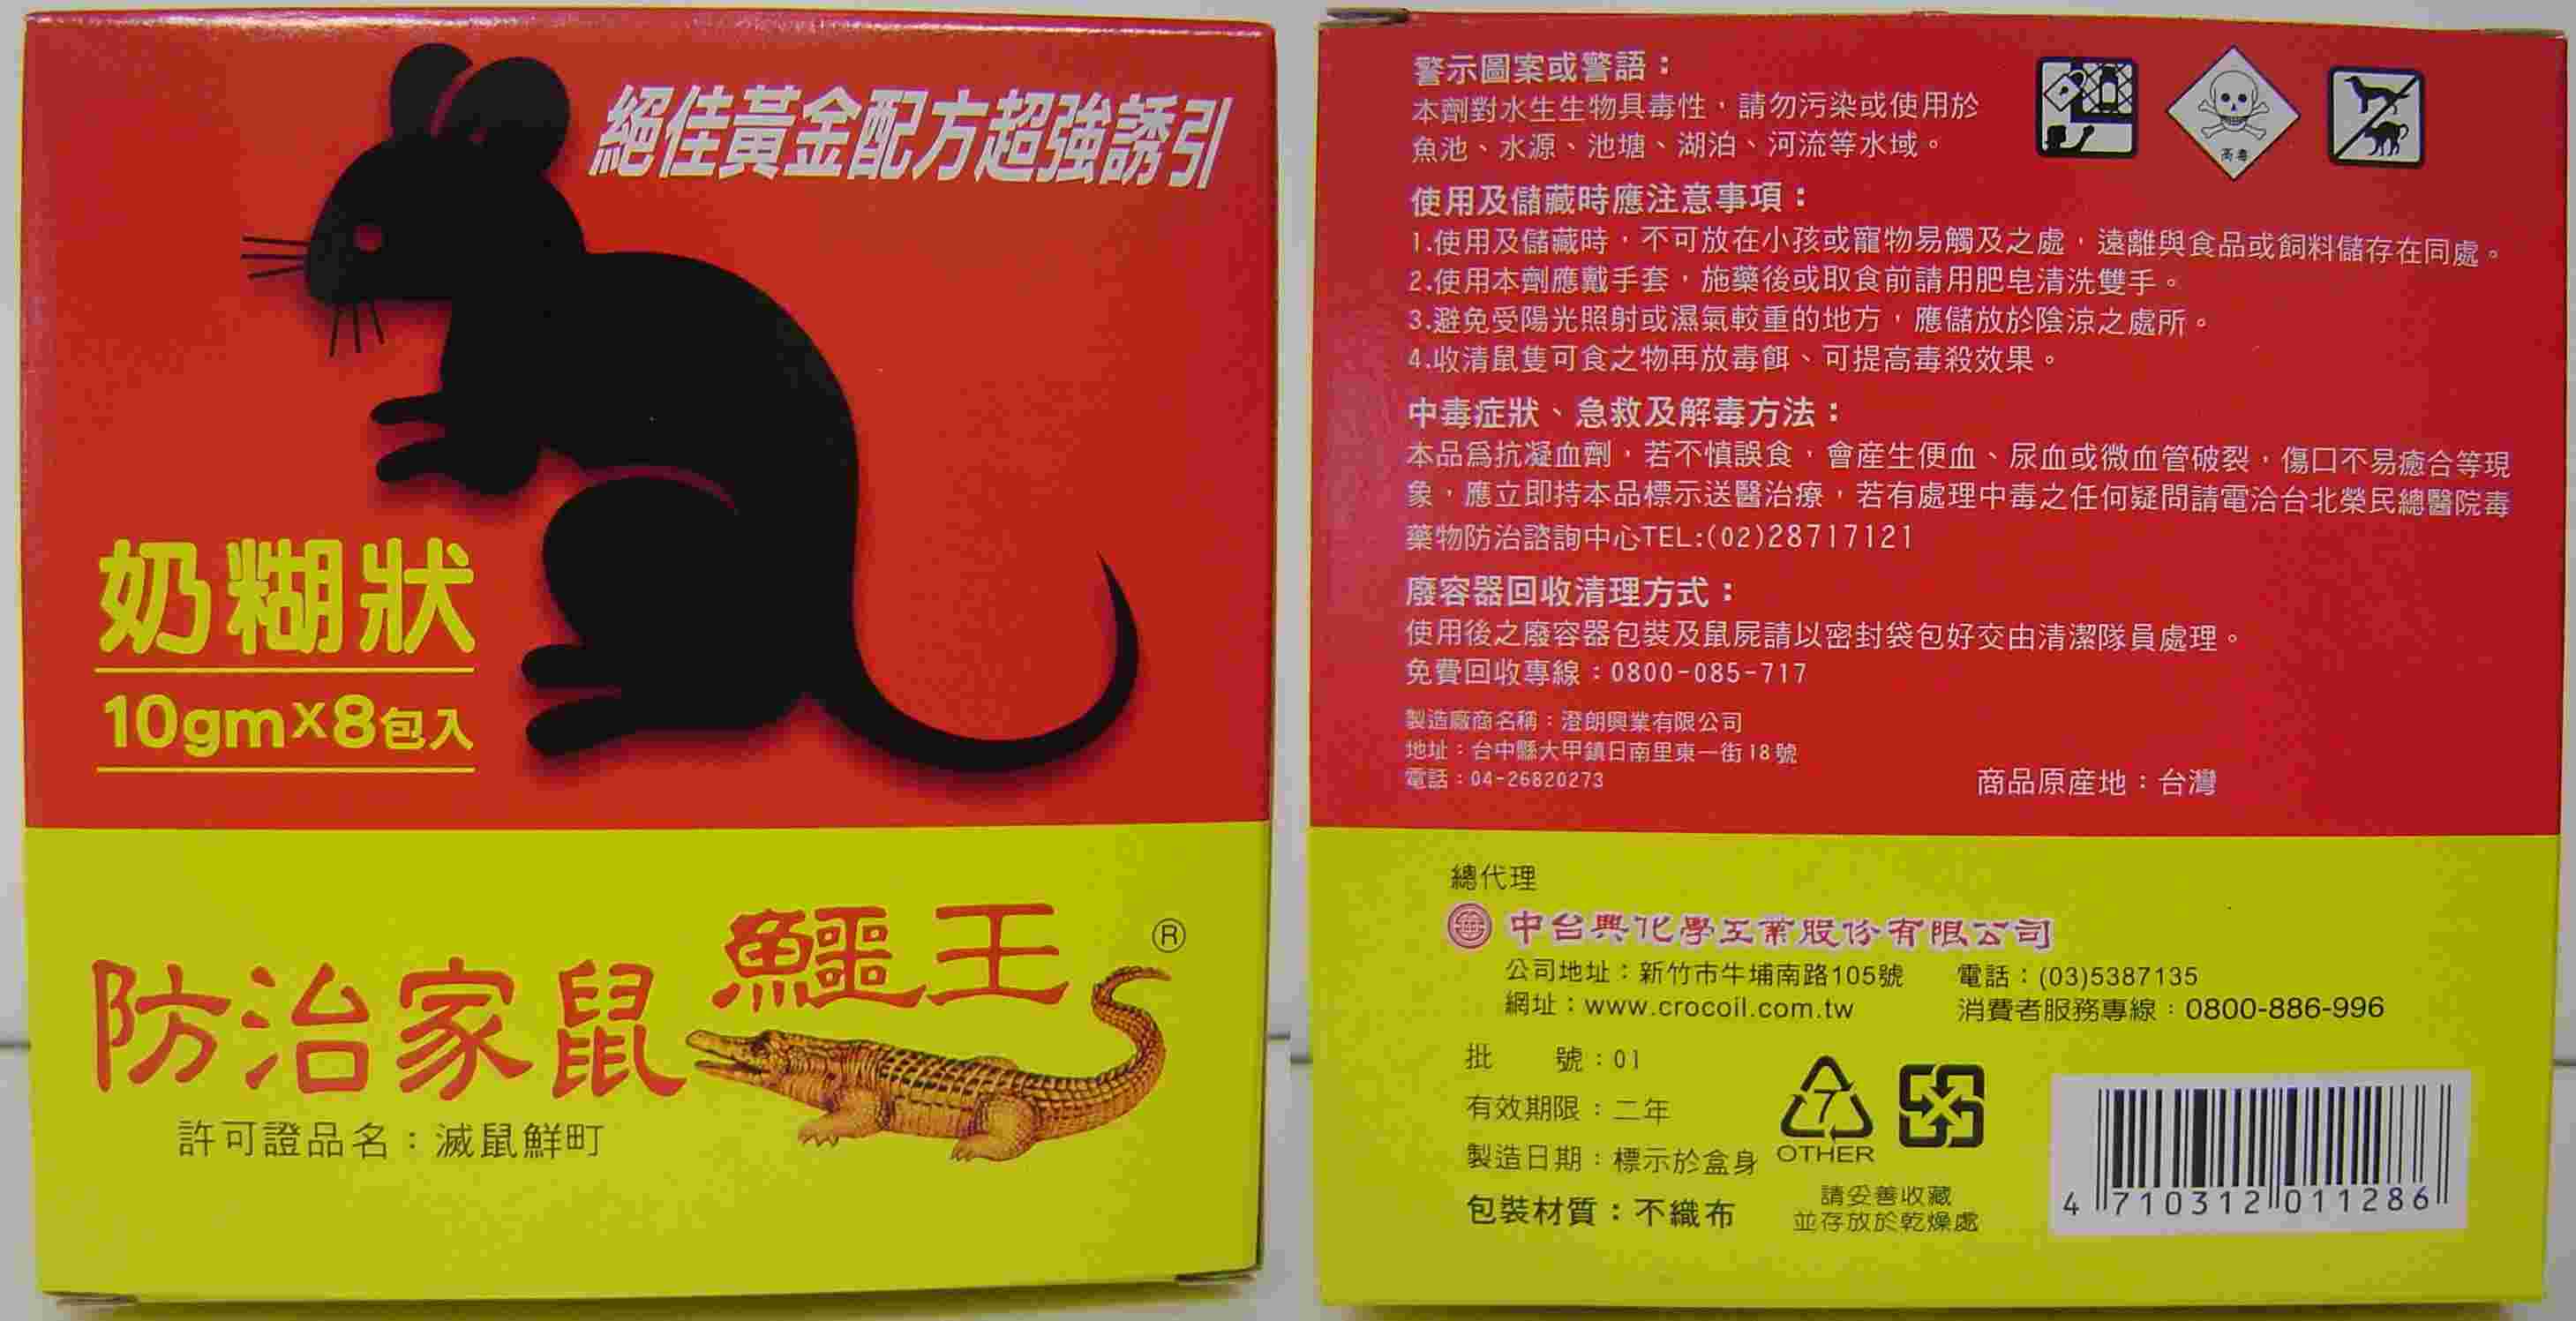 絕佳黃金配方超強誘引
奶糊狀
10gm×8包入
鱷王®
防治家鼠
許可證品名：滅鼠鮮町
警示圖案或警語：
本劑對水生生物具毒性，請勿污染或使用於
魚池、水源、池塘、湖泊、河流等水域。
高毒
使用及儲藏時應注意事項：
1.使用及儲藏時，不可放在小孩或寵物易觸及之處，遠離與食品或飼料儲存在同處。
2.使用本劑應戴手套，施藥後或取食前請用肥皂清洗雙手。
3.避免受陽光照射或濕氣較重的地方，應儲放於陰涼之處所。
4.收清鼠隻可食之物再放毒餌、可提高毒殺效果。
中毒症狀、急救及解毒方法：
本品爲抗凝血劑，若不慎誤食，會產生便血、尿血或微血管破裂，傷口不易癒合等現
象，應立即持本品標示送醫治療，若有處理中毒之任何疑問請電洽台北榮民總醫院毒
藥物防治諮詢中心TEL:(02)28717121
廢容器回收清理方式：
使用後之廢容器包裝及鼠屍請以密封袋包好交由清潔隊員處理。
免費回收專線：0800-085-717
製造廠商名稱：澄朗興業有限公司
地址：台中縣大甲鎮日南里東一街18號
電話：04-26820273
商品原產地：台灣
總代理
中台興化學工業股份有限公司
公司地址：新竹市牛埔南路105號 電話：(03)5387135
網址：www.crocoil.com.tw 消費者服務專線：0800-886-996
批 號：01
有效期限：二年
製造日期：標示於盒身
包裝材質：不織布
7
OTHER
請妥善收藏
並存放於乾燥處
4 710312 011286